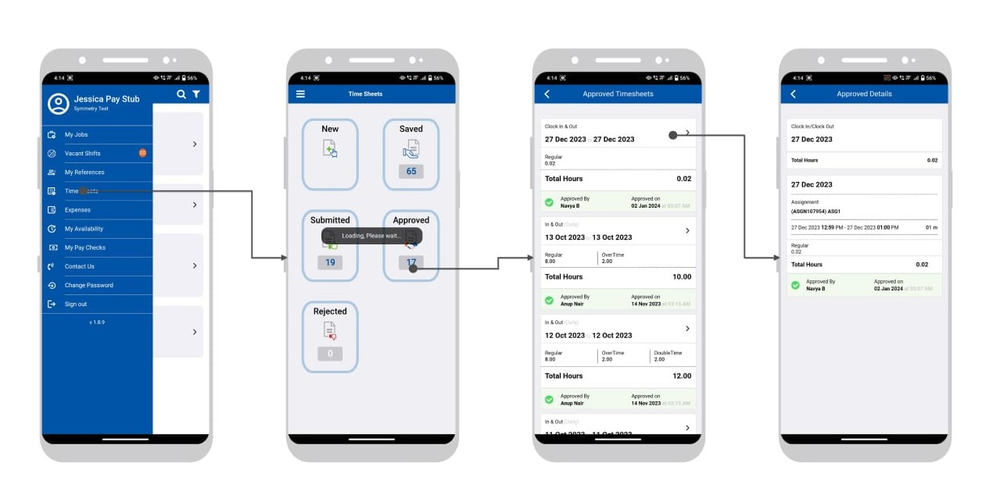 4:14
56%
Jessica Pay Stub
Symmetry Test
My Jobs
Vacant Shifts
My References
Time
Expenses
My Availability
My Pay Checks
Contact Us
Change Password
Sign out
v 1.8.9
4:14
56%
Time Sheets
New
Saved
65
Submitted
Approved
Loading, Please wait...
19
17
Rejected
0
4:14
56%
Approved Timesheets
Clock In & Out
27 Dec 2023 27 Dec 2023
Regular
0.02
Total Hours 0.02
Approved By Approved on
Navya B 02 Jan 2024 at 03:07 AM
In & Out (Daily)
13 Oct 2023 13 Oct 2023
Regular OverTime
8.00 2.00
Total Hours 10.00
Approved By Approved on
Anup Nair 14 Nov 2023 at 03:15 AM
In & Out (Daily)
12 Oct 2023 12 Oct 2023
Regular OverTime DoubleTime
8.00 2.00 2.00
Total Hours 12.00
Approved By Approved on
Anup Nair 14 Nov 2023 at 03:15 AM
In & Out (Daily)
11 Oct 2023 11 Oct 2023
4:14
56%
Approved Details
Clock In/Clock Out
27 Dec 2023
Total Hours 0.02
27 Dec 2023
Assignment
(ASGN107954) ASG1
27 Dec 2023 12:59 PM - 27 Dec 2023 01:00 PM 01 m
Regular
0.02
Total Hours 0.02
Approved By Approved on
Navya B 02 Jan 2024 at 03:07 AM